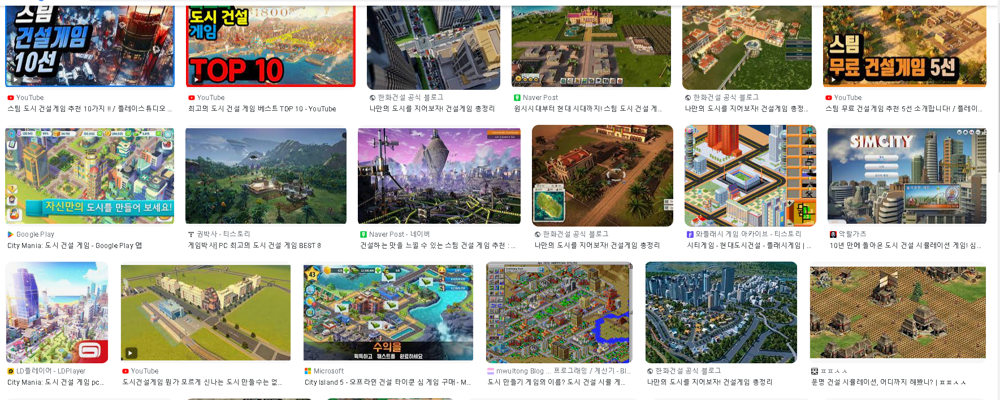 스팀
건설게임
10선
1800
도시 건설
게임
TOP 10
스팀
무료 건설게임 5선
YouTube
스팀 도시 건설게임 추천 10가지 !! / 플레이스튜디오 ...
YouTube
최고의 도시 건설 게임 베스트 TOP 10 - YouTube
한화건설 공식 블로그
나만의 도시를 지어보자! 건설게임 총정리
Naver Post
원시시대부터 현대 시대까지! 스팀 도시 건설 게...
한화건설 공식 블로그
나만의 도시를 지어보자! 건설게임 총정...
YouTube
스팀 무료 건설게임 추천 5선 소개합니다! / 플레이...
128,943
99%
34/90
150,002
244,025
5,815
자신만의 도시를 만들어 보세요!
Let's Game It Out
SIMCITY
Google Play
City Mania: 도시 건설 게임 - Google Play 앱
권박사 - 티스토리
게임박사] PC 최고의 도시 건설 게임 BEST 8
Naver Post - 네이버
건설하는 맛을 느낄 수 있는 스팀 건설 게임 추천 : ...
한화건설 공식 블로그
나만의 도시를 지어보자! 건설게임 총정리
와플래시 게임 아카이브 - 티스토리
시티게임 - 현대도시건설 - 플래시게임 | ...
악랄가츠
10년 만에 돌아온 도시 건설 시뮬레이션 게임! 심...
43
수익을
획득하고 퀘스트를 완료하세요
LD플레이어 - LDPlayer
City Mania: 도시 건설 게임 pc...
YouTube
도시건설게임 뭔가 모르게 신나는 도시 만들수는 없...
Microsoft
City Island 5 - 오프라인 건설 타이쿤 심 게임 구매 - M...
mwultong Blog ... 프로그래밍 / 계산기 - Bl...
도시 만들기 게임의 이름? 도시 건설 시뮬 게...
한화건설 공식 블로그
나만의 도시를 지어보자! 건설게임 총정리
ㅍㅍㅅㅅ
문명 건설 시뮬레이션, 어디까지 해봤니? | ㅍㅍㅅㅅ